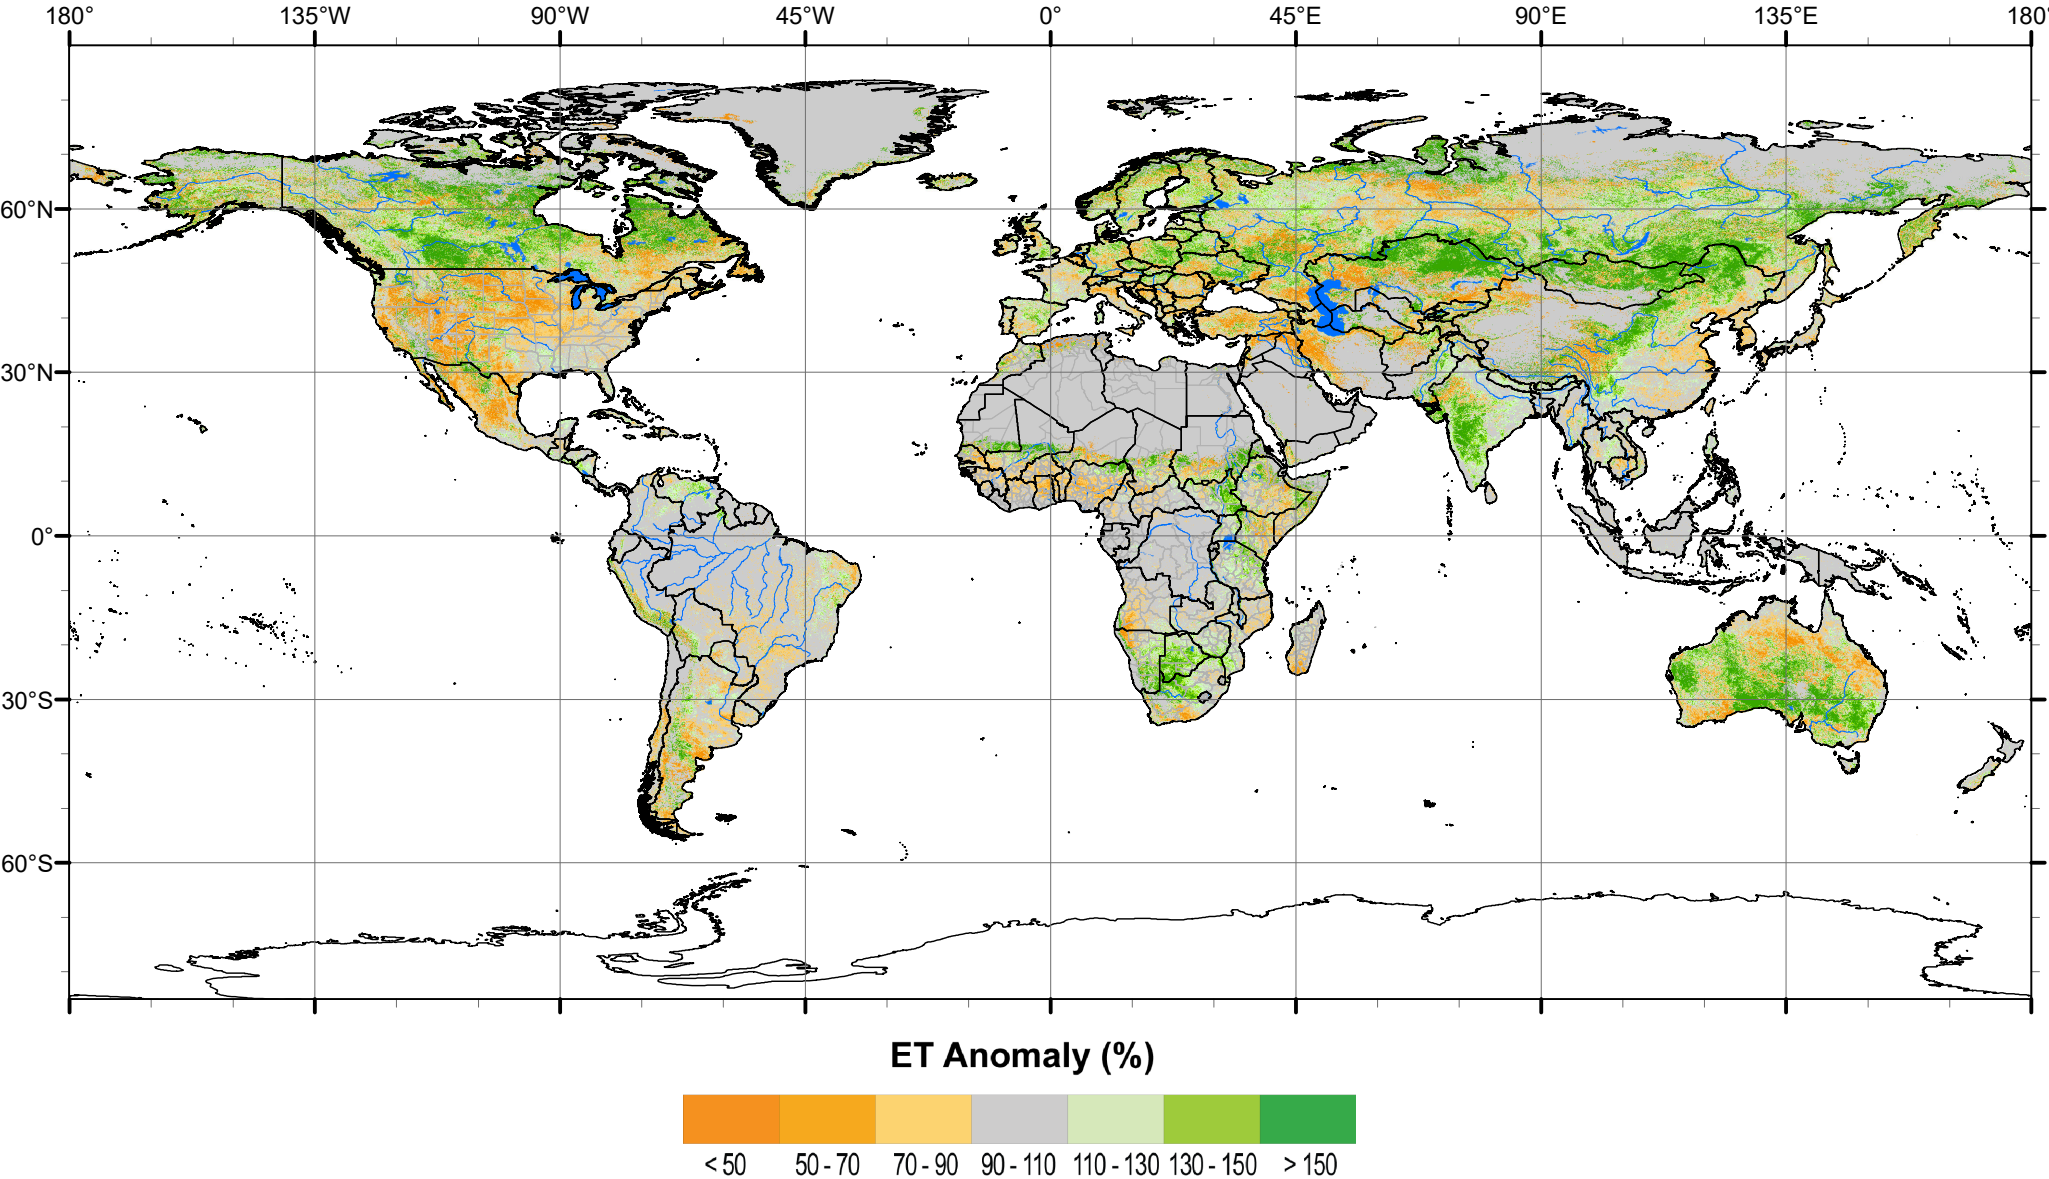 180° 135°W 90°W 45°W 0° 45°E 90°E 135°E 180°
60°N
30°N
0°
30°S
60°S
ET Anomaly (%)
< 50 50 - 70 70 - 90 90 - 110 110 - 130 130 - 150 > 150